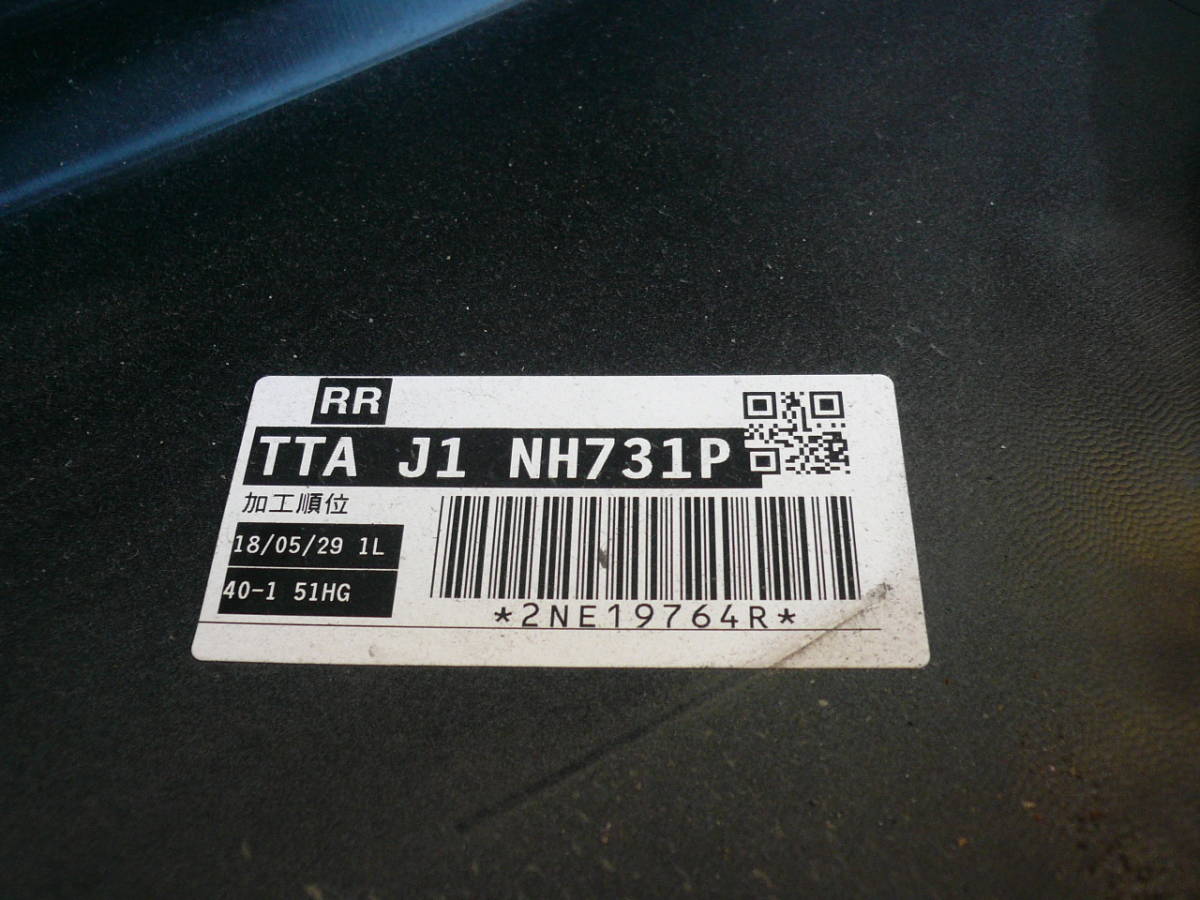 RR
TTA J1 NH731P
加工順位
18/05/29 1L
40-1 51HG
*2NE19764R*